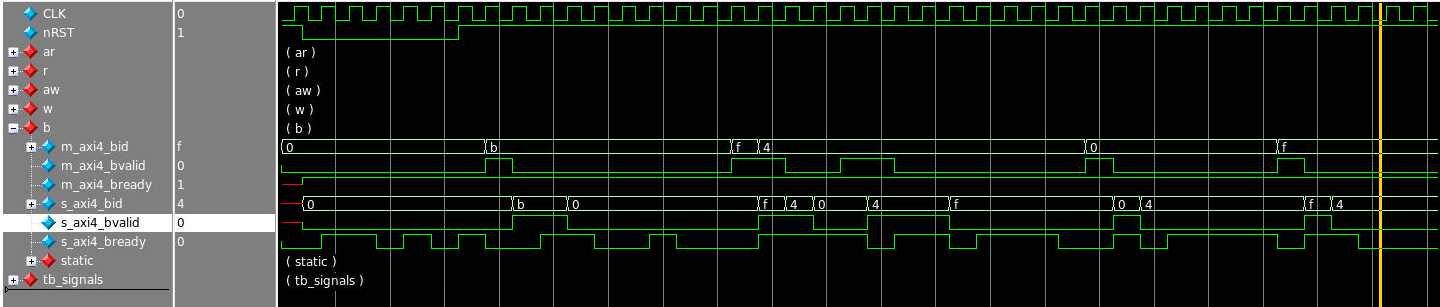 CLK 0
nRST 1
ar ( ar )
r ( r )
aw ( aw )
w ( w )
b ( b )
m_axi4_bid f 0 b f 4 0 f
m_axi4_bvalid 0
m_axi4_bready 1
s_axi4_bid 4 0 b 0 f 4 0 4 f 0 4 f 4
s_axi4_bvalid 0
s_axi4_bready 0
static ( static )
tb_signals ( tb_signals )